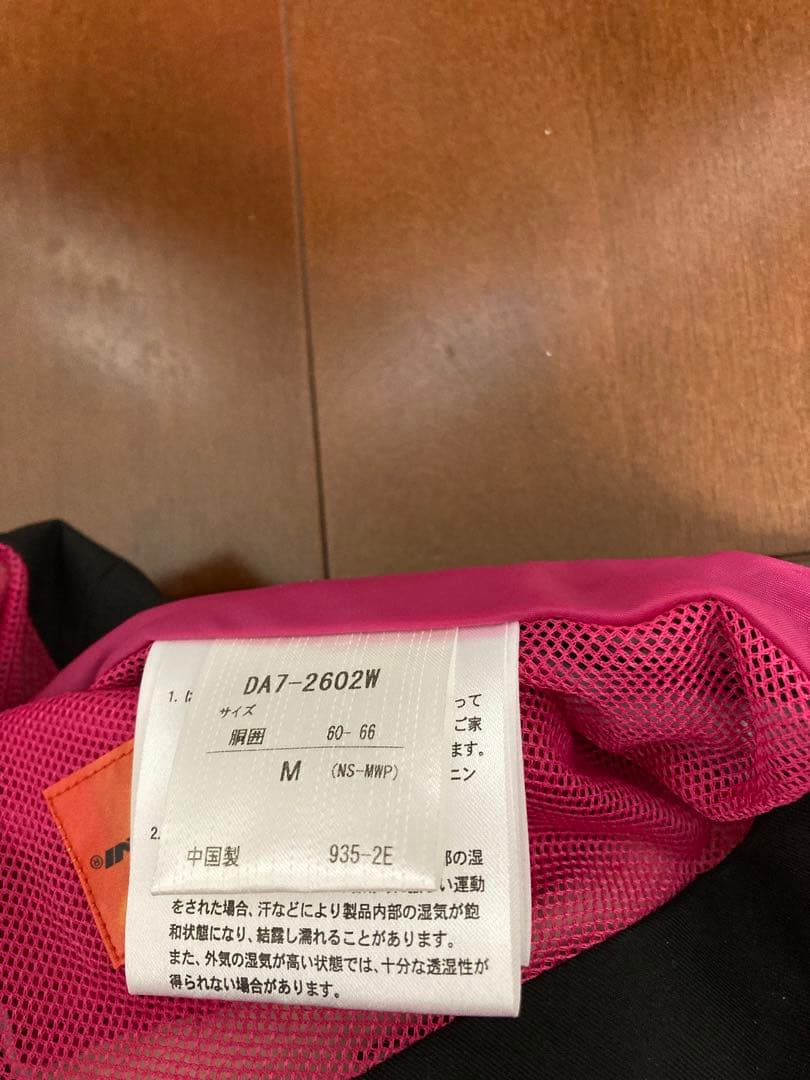 DA7-2602W
サイズ
胴囲 60-66
M (NS-MWP)
中国製 935-2E
1.
って
ご家
ます。
ニン
2.
部の湿
い運動
をされた場合、汗などにより製品内部の湿気が飽
和状態になり、結露し濡れることがあります。
また、外気の湿気が高い状態では、十分な透湿性が
得られない場合があります。